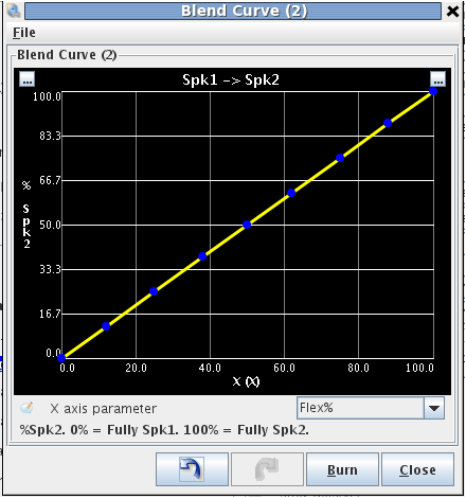 Blend Curve (2)
File
Blend Curve (2)
...
Spk1 -> Spk2
...
100.0
83.3
66.7
50.0
33.3
16.7
0.0
% Spk2
0.0 20.0 40.0 60.0 80.0 100.0
X (X)
X axis parameter Flex%
%Spk2. 0% = Fully Spk1. 100% = Fully Spk2.
Burn Close